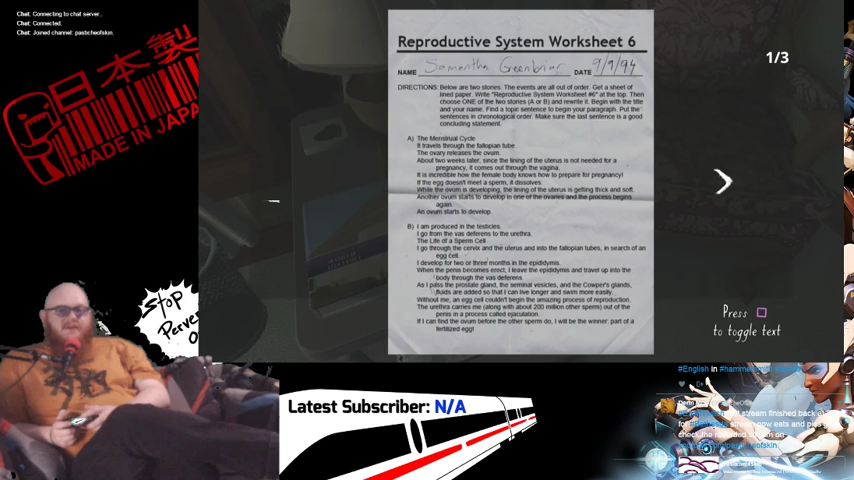 Chat: Connecting to chat server..
Chat: Connected.
Chat: Joined channel: pastcheofskin.
日本製
MADE IN JAPA
Reproductive System Worksheet 6
NAME Samantha Greenbriar DATE 9/9/94
1/3
DIRECTIONS: Below are two stories. The events are all out of order. Get a sheet of
lined paper. Write "Reproductive System Worksheet #6" at the top. Then
choose ONE of the two stories (A or B) and rewrite it. Begin with the title
and your name. Find a topic sentence to begin your paragraph. Put the
sentences in chronological order. Make sure the last sentence is a good
concluding statement.
A) The Menstrual Cycle
It travels through the fallopian tube.
The ovary releases the ovum.
About two weeks later, since the lining of the uterus is not needed for a
pregnancy, it comes out through the vagina.
It is incredible how the female body knows how to prepare for pregnancy!
If the egg doesn't meet a sperm, it dissolves.
While the ovum is developing, the lining of the uterus is getting thick and soft.
Another ovum starts to develop in one of the ovaries and the process begins
again.
An ovum starts to develop.
B) I am produced in the testicles.
I go from the vas deferens to the urethra.
The Life of a Sperm Cell
I go through the cervix and the uterus and into the fallopian tubes, in search of an
egg cell.
I develop for two or three months in the epididymis.
When the penis becomes erect, I leave the epididymis and travel up into the
body through the vas deferens.
As I pass the prostate gland, the seminal vesicles, and the Cowper's glands,
fluids are added so that I can live longer and swim more easily.
Without me, an egg cell couldn't begin the amazing process of reproduction.
The urethra carries me (along with about 200 million other sperm) out of the
penis in a process called ejaculation.
If I can find the ovum before the other sperm do, I will be the winner: part of a
fertilized egg!
Press
to toggle text
Stop
Perver
Latest Subscriber: N/A
#English in
stream finished back
stream now eats and
check the stream on